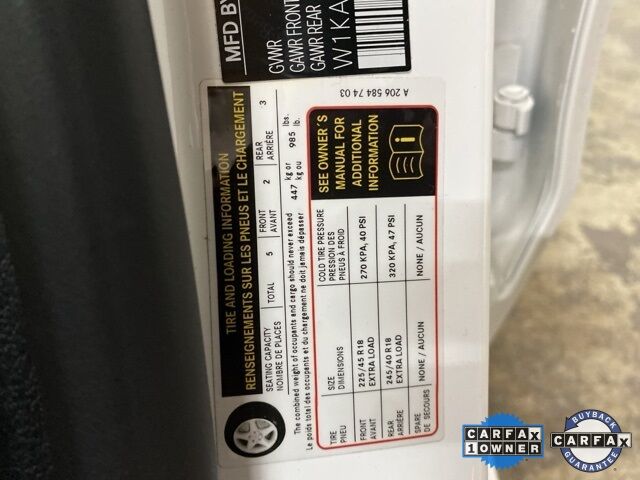 MFD BY
GVWR
GAWR FRONT
GAWR REAR
W1KA
TIRE AND LOADING INFORMATION
RENSEIGNEMENTS SUR LES PNEUS ET LE CHARGEMENT
SEATING CAPACITY TOTAL 5 FRONT 2 REAR 3
NOMBRE DE PLACES AVANT ARRIÈRE
The combined weight of occupants and cargo should never exceed 447 kg or 985 lbs.
Le poids total des occupants et du chargement ne doit jamais dépasser kg ou lb.
TIRE SIZE COLD TIRE PRESSURE
PNEU DIMENSIONS PRESSION DES
PNEUS À FROID
FRONT 225/45 R18 270 KPA, 40 PSI
AVANT EXTRA LOAD
REAR 245/40 R18 320 KPA, 47 PSI
ARRIÈRE EXTRA LOAD
SPARE NONE / AUCUN NONE / AUCUN
DE SECOURS
SEE OWNER'S
MANUAL FOR
ADDITIONAL
INFORMATION
i
A 206 584 74 03
CARFAX
1 OWNER
BUYBACK
CARFAX
GUARANTEE